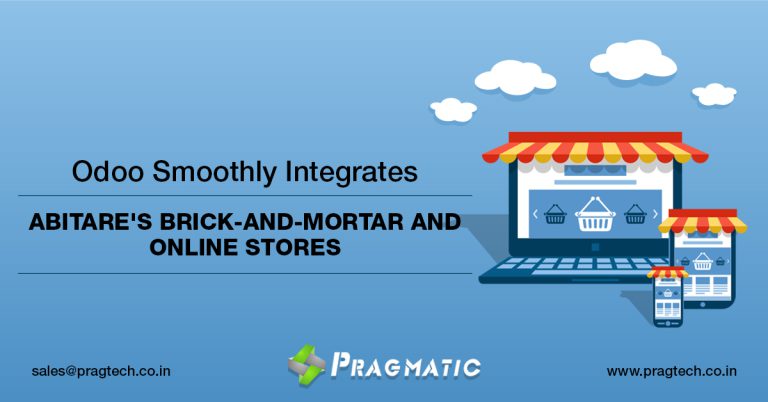 Odoo Smoothly Integrates
ABITARE'S BRICK-AND-MORTAR AND
ONLINE STORES
sales@pragtech.co.in
PRAGMATIC
www.pragtech.co.in